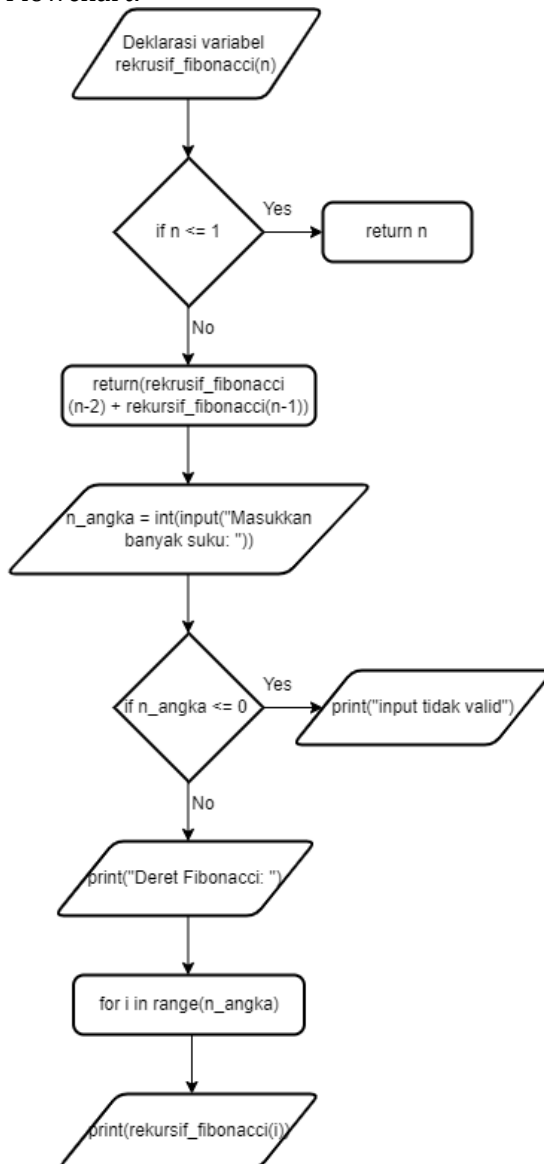 Deklarasi variabel
rekrusif_fibonacci(n)
if n <= 1
Yes
return n
No
return(rekrusif_fibonacci
(n-2) + rekursif_fibonacci(n-1))
n_angka = int(input("Masukkan
banyak suku: "))
if n_angka <= 0
Yes
print("input tidak valid")
No
print("Deret Fibonacci: ")
for i in range(n_angka)
print(rekursif_fibonacci(i))